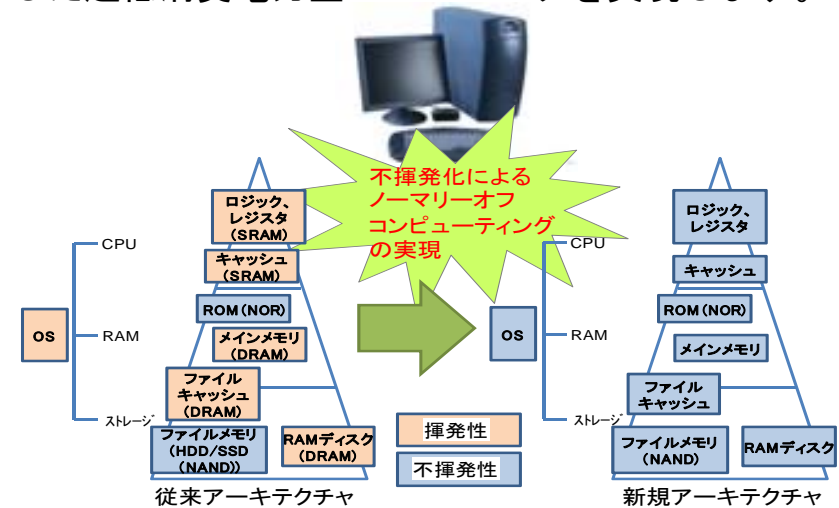 不揮発化による
ノーマリーオフ
コンピューティング
の実現
ロジック、
レジスタ
(SRAM)
キャッシュ
(SRAM)
ROM(NOR)
メインメモリ
(DRAM)
ファイル
キャッシュ
(DRAM)
ファイルメモリ
(HDD/SSD
(NAND))
RAMディスク
(DRAM)
OS
CPU
RAM
ストレージ
従来アーキテクチャ
揮発性
不揮発性
OS
CPU
RAM
ストレージ
ロジック、
レジスタ
キャッシュ
ROM(NOR)
メインメモリ
ファイル
キャッシュ
ファイルメモリ
(NAND)
RAMディスク
新規アーキテクチャ